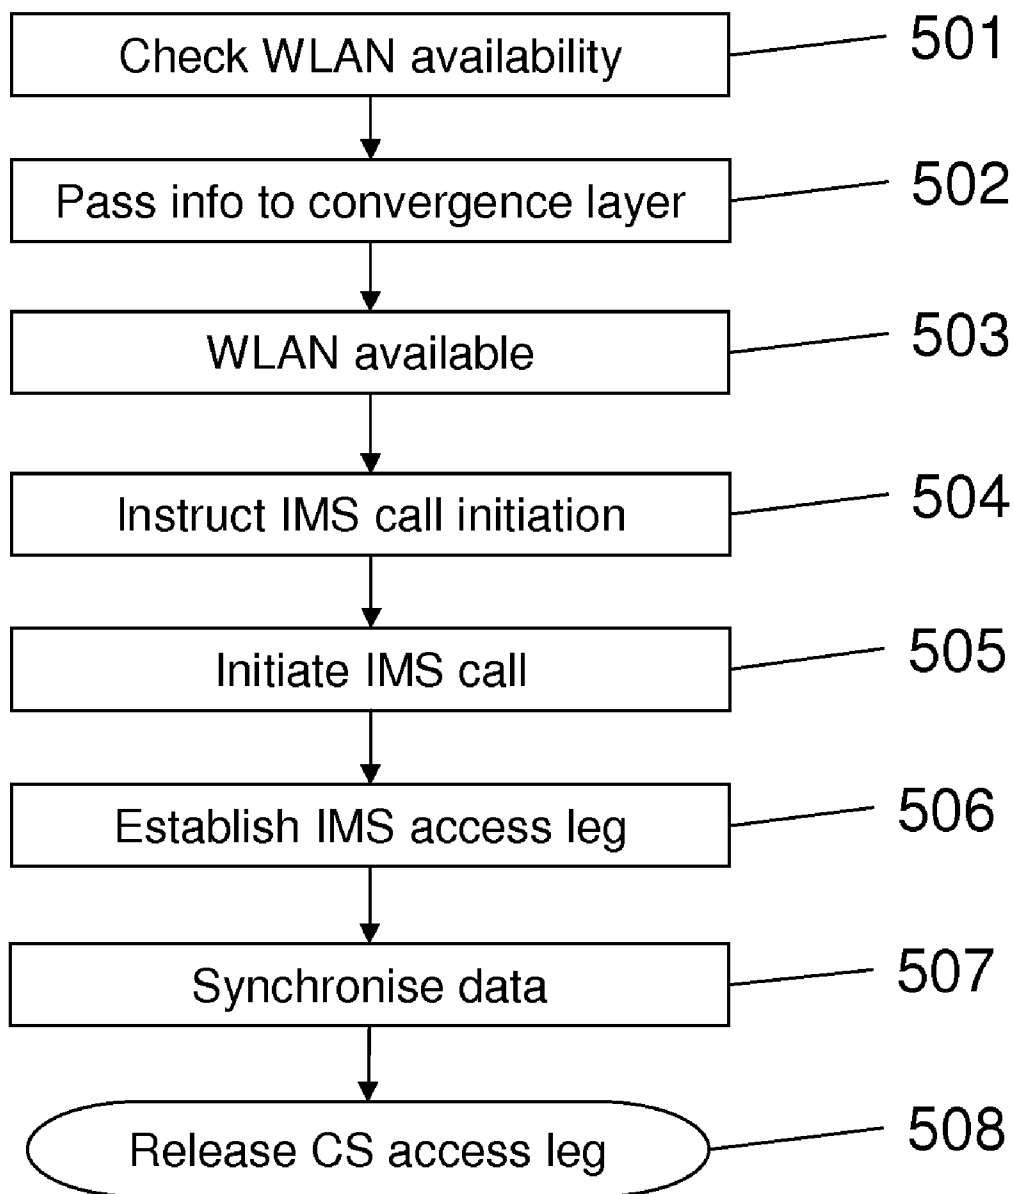 Check WLAN availability 501
Pass info to convergence layer 502
WLAN available 503
Instruct IMS call initiation 504
Initiate IMS call 505
Establish IMS access leg 506
Synchronise data 507
Release CS access leg 508